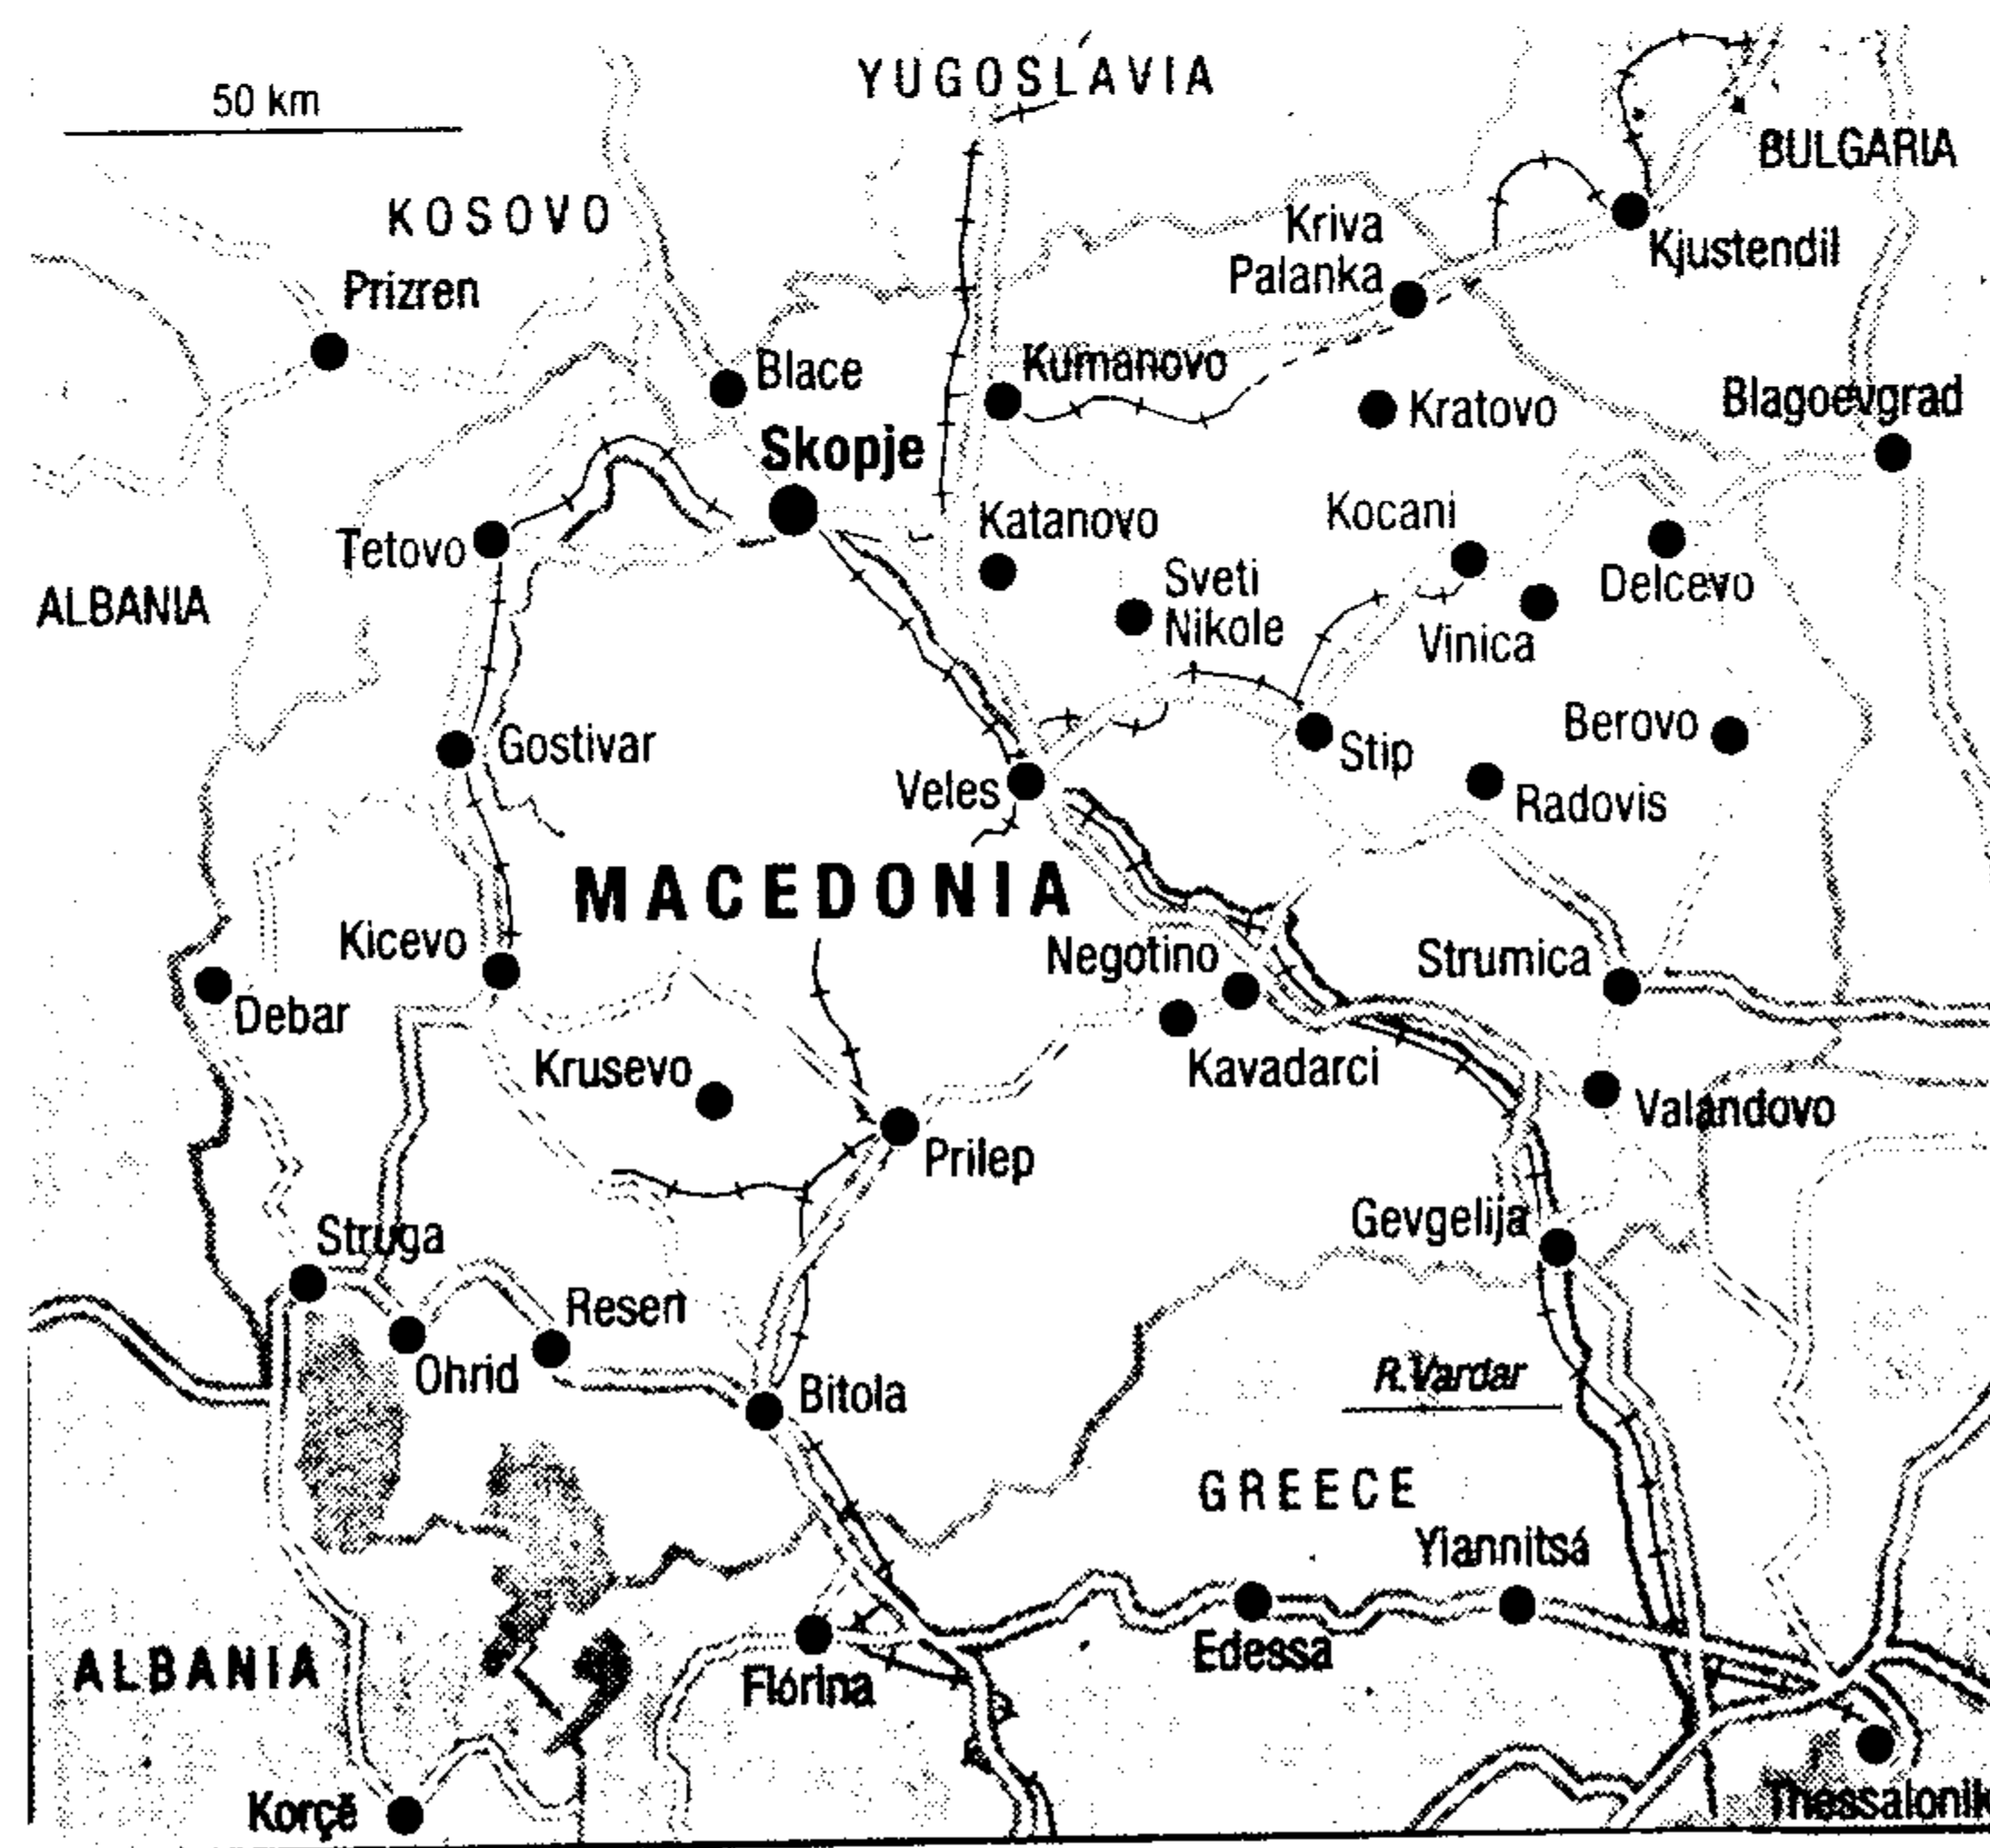 YUGOSLAVIA
50 km
BULGARIA
KOSOVO
Kriva
Palanka
Kjustendil
Prizren
Blace
Kumanovo
Kratovo
Blagoevgrad
Skopje
Katanovo
Kocani
Tetovo
Sveti
Nikole
Delcevo
ALBANIA
Vinica
Gostivar
Stip
Berovo
Veles
Radovis
MACEDONIA
Kicevo
Negotino
Strumica
Debar
Krusevo
Kavadarci
Valandovo
Prilep
Struga
Gevgelija
Resen
Ohrid
Bitola
R.Vardar
GREECE
Yiannitsá
Edessa
ALBANIA
Flórina
Korçë
Thessalonik